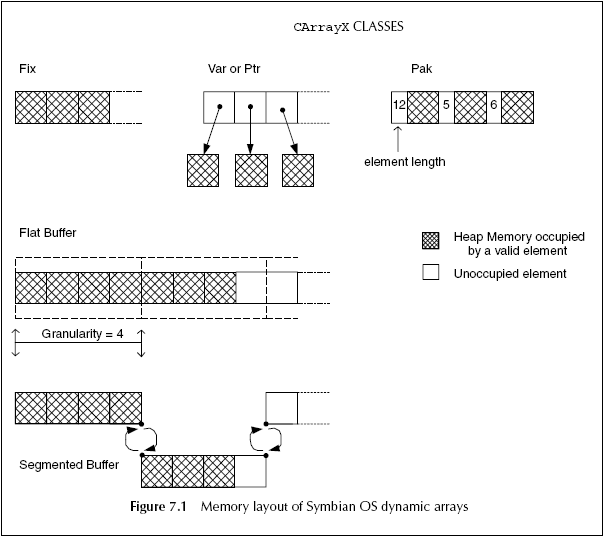 CArrayX CLASSES
Fix
Var or Ptr
Pak
12 5 6
element length
Flat Buffer
Heap Memory occupied
by a valid element
Unoccupied element
Granularity = 4
Segmented Buffer
Figure 7.1 Memory layout of Symbian OS dynamic arrays